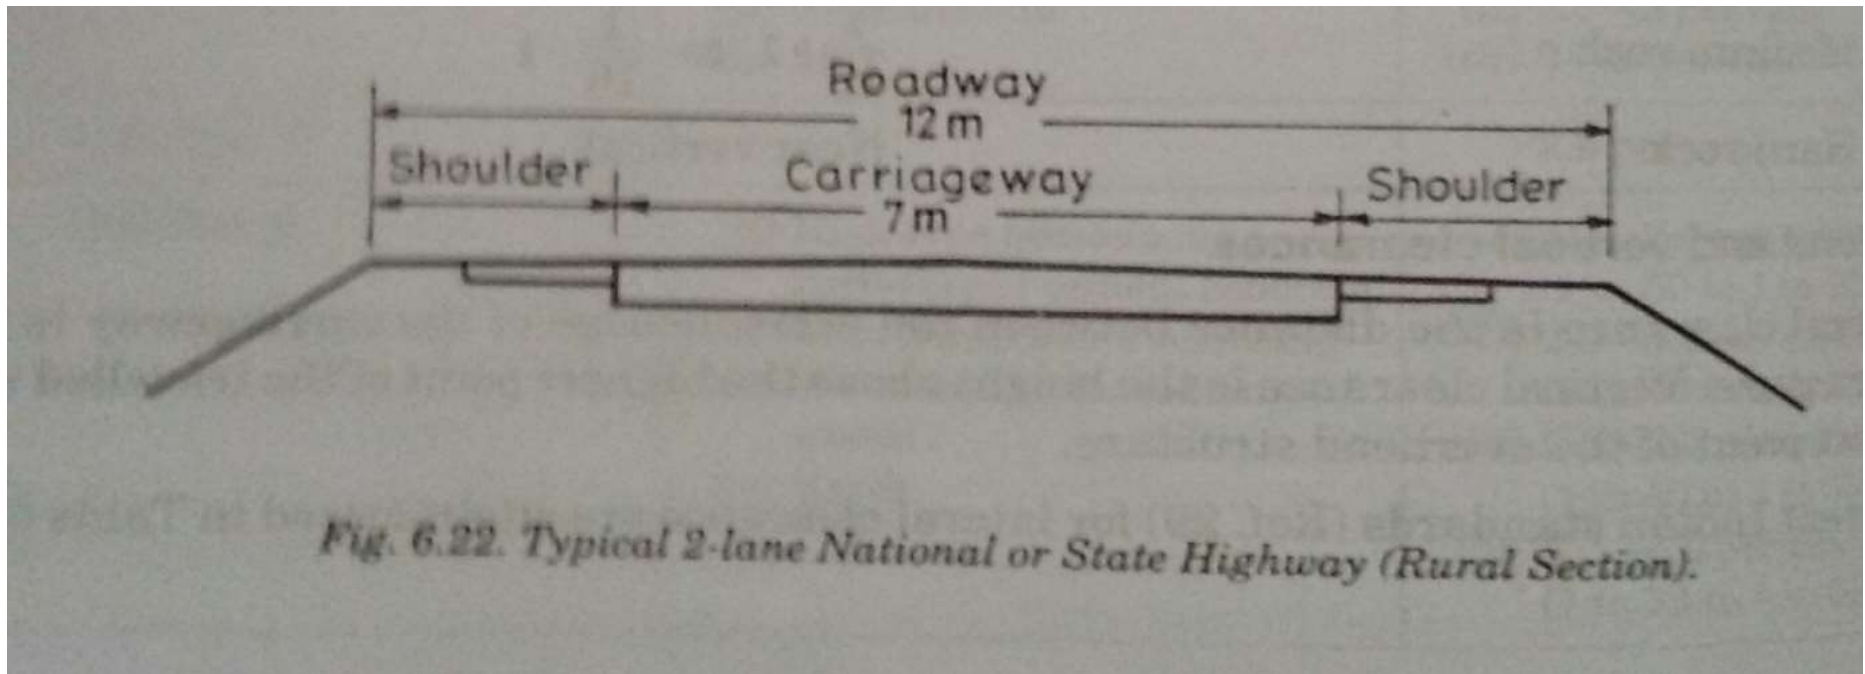 Roadway
12 m
Shoulder
Carriageway
7 m
Shoulder
Fig. 6.22. Typical 2-lane National or State Highway (Rural Section).